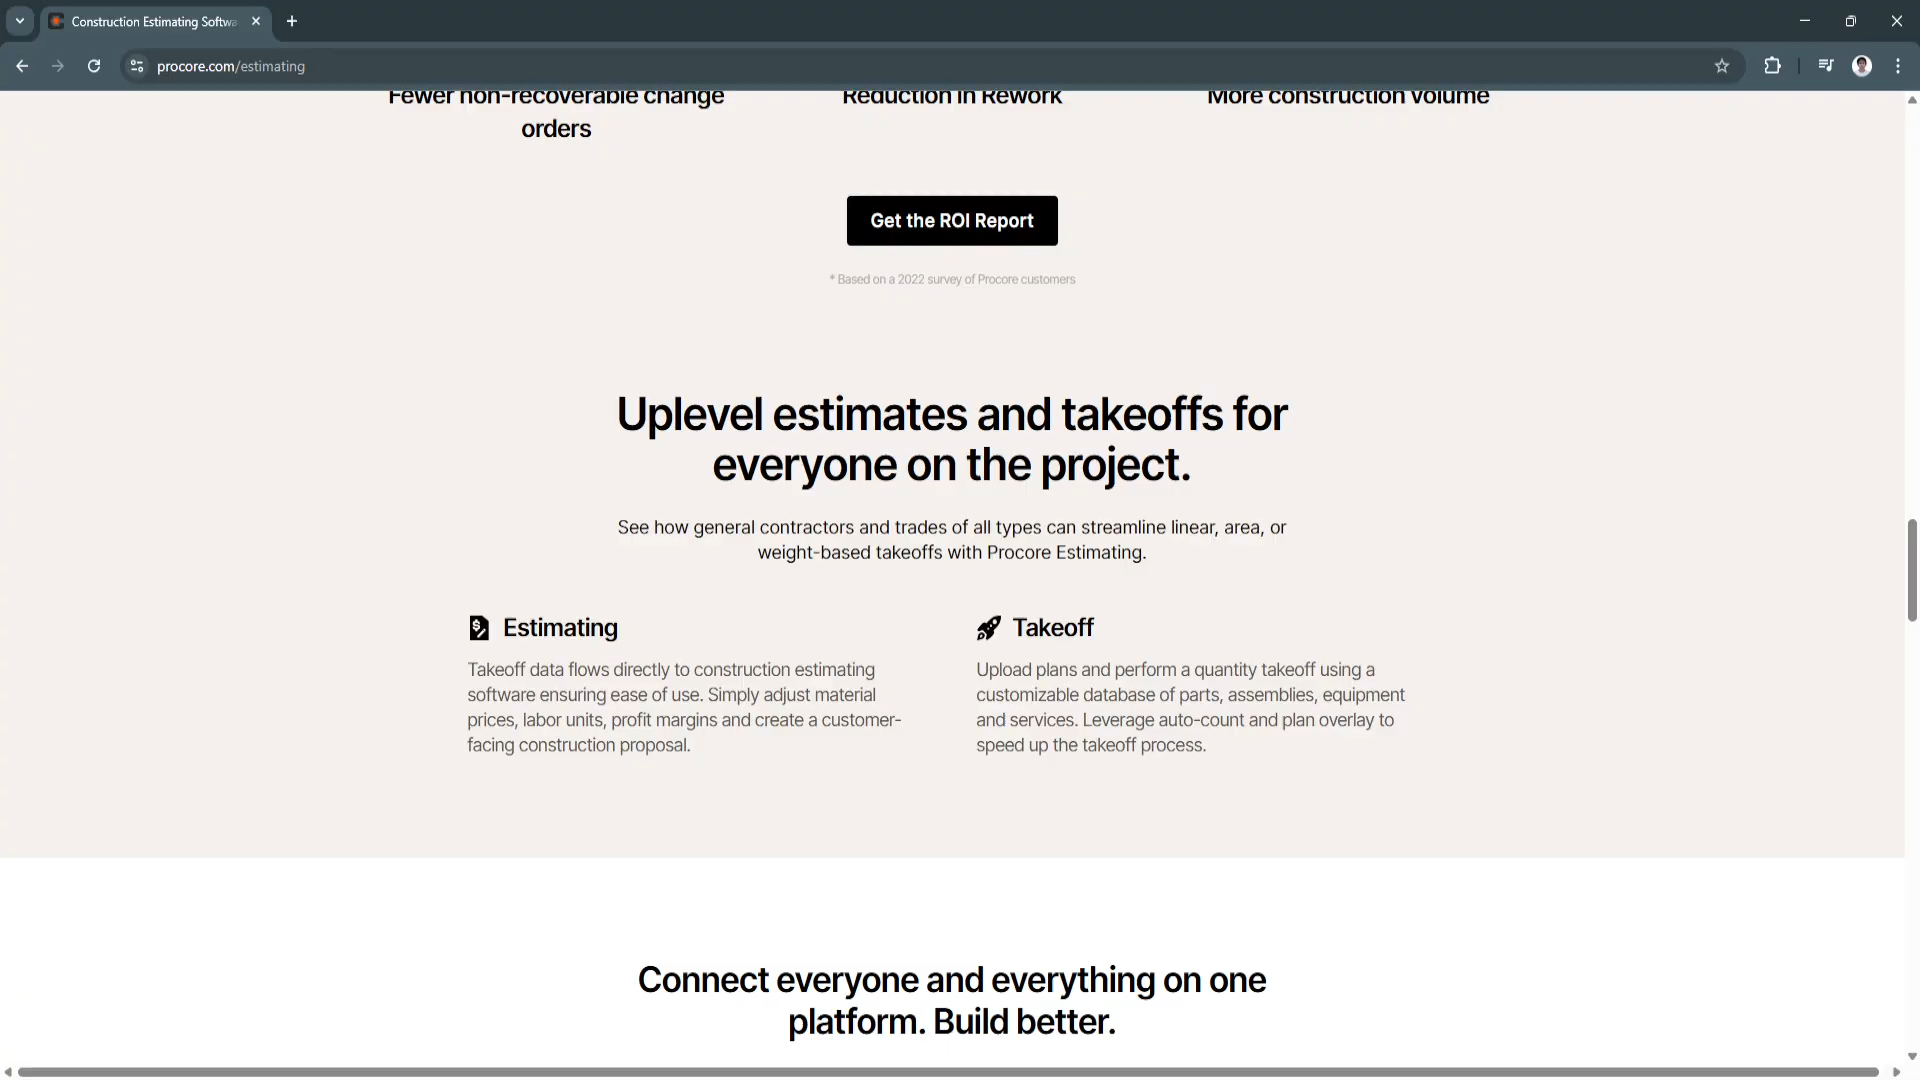 Construction Estimating Softwa
procore.com/estimating
Fewer non-recoverable change
orders
Reduction in Rework
More construction volume
Get the ROI Report
* Based on a 2022 survey of Procore customers
Uplevel estimates and takeoffs for
everyone on the project.
See how general contractors and trades of all types can streamline linear, area, or
weight-based takeoffs with Procore Estimating.
Estimating
Takeoff data flows directly to construction estimating
software ensuring ease of use. Simply adjust material
prices, labor units, profit margins and create a customer-
facing construction proposal.
Takeoff
Upload plans and perform a quantity takeoff using a
customizable database of parts, assemblies, equipment
and services. Leverage auto-count and plan overlay to
speed up the takeoff process.
Connect everyone and everything on one
platform. Build better.